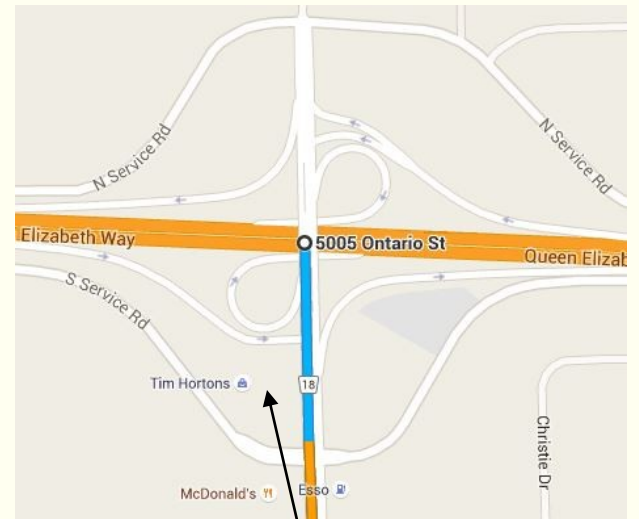 N Service Rd
N Service Rd
Elizabeth Way
5005 Ontario St
Queen Elizab
S Service Rd
Tim Hortons
18
Christie Dr
McDonald's
Esso